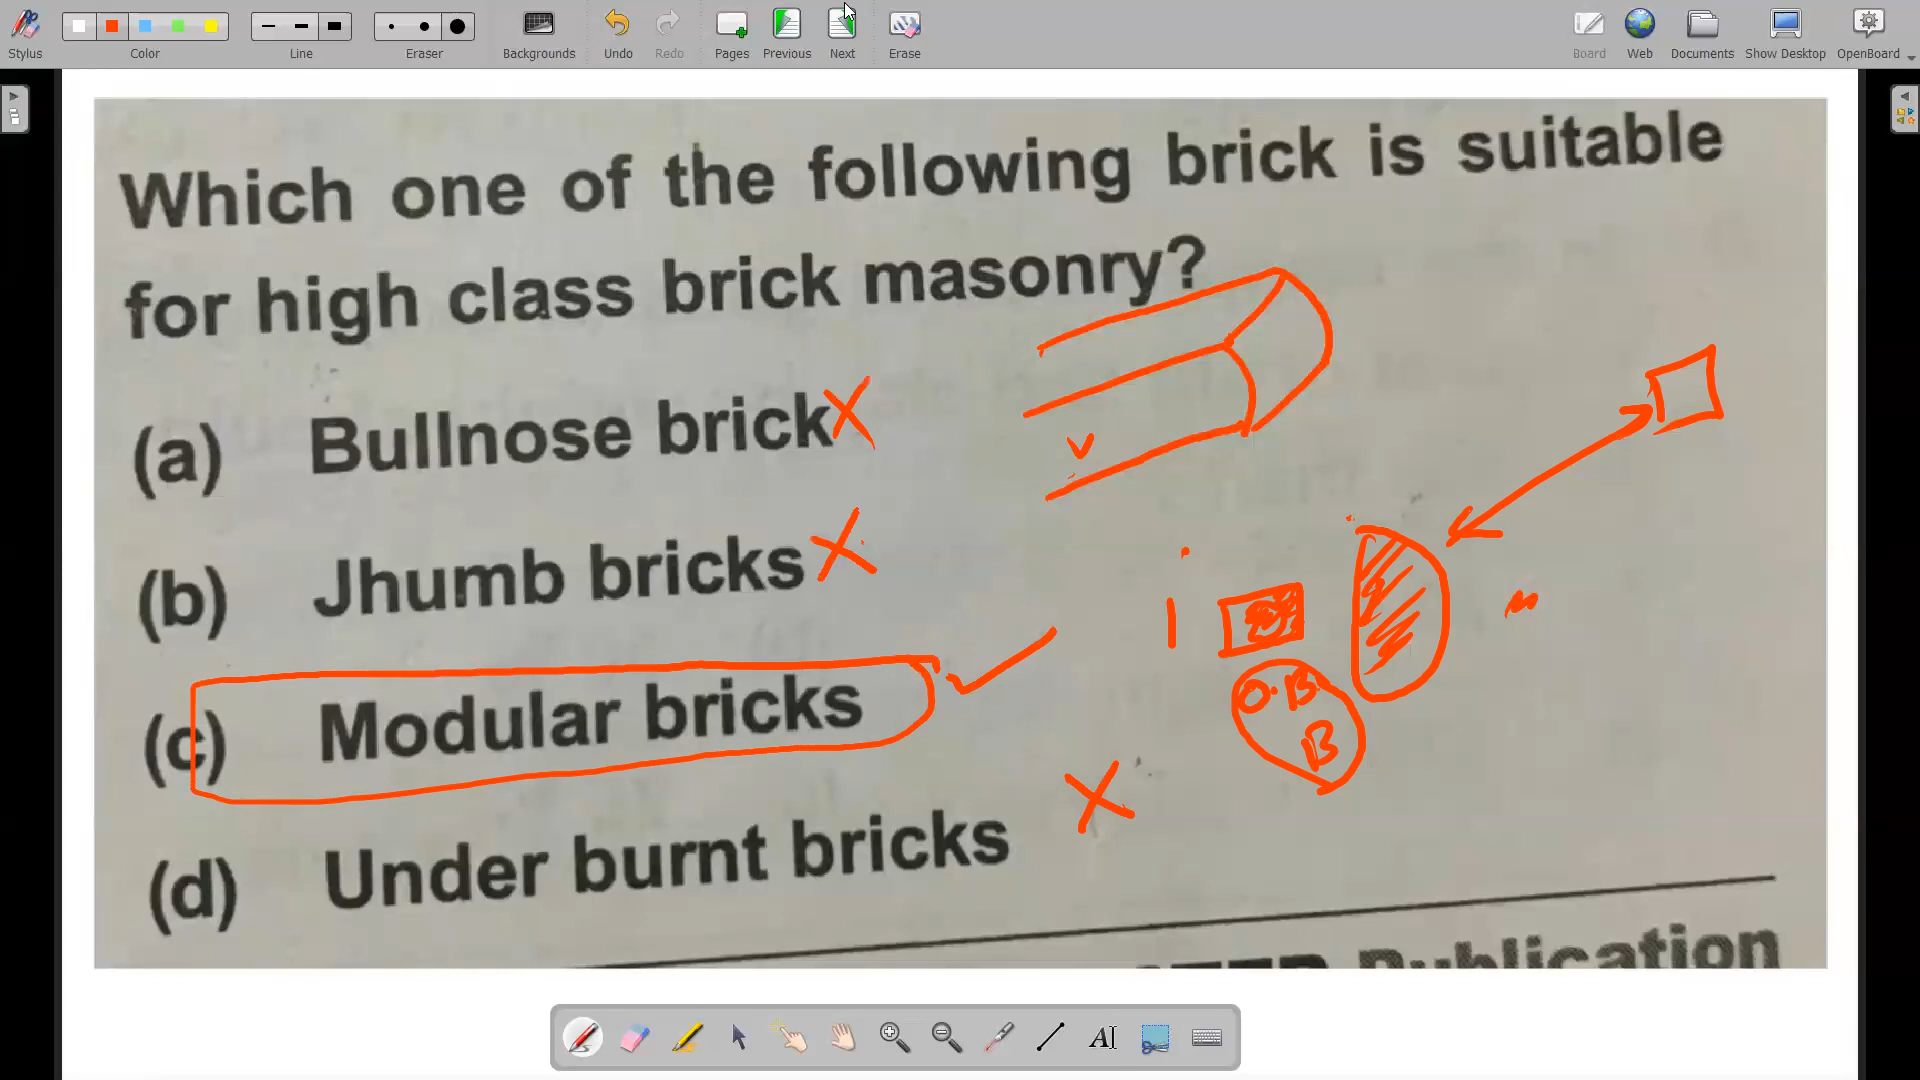 Stylus
Color
Line
Eraser
Backgrounds
Undo
Redo
Pages
Previous
Next
Erase
Board
Web
Documents
Show Desktop
OpenBoard
Which one of the following brick is suitable
for high class brick masonry?
(a) Bullnose brick
(b) Jhumb bricks
(c) Modular bricks
(d) Under burnt bricks
O.B
B
Publication